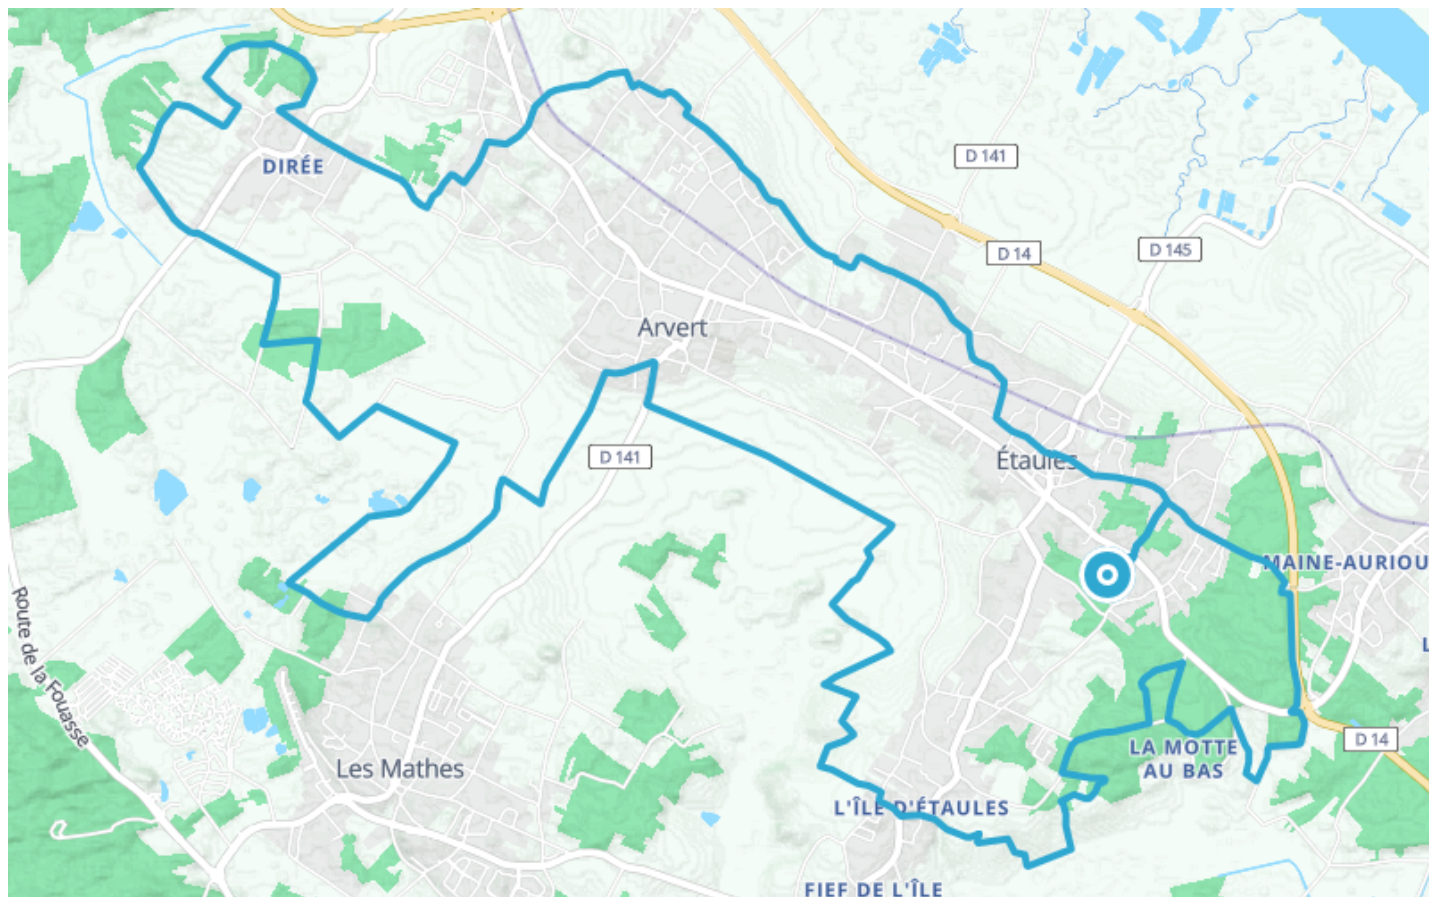 D 141
DIRÉE
D 145
D 14
Arvert
D 141
Étaules
MAINE-AURIOU
Route de la Fouasse
L
D 14
LA MOTTE
AU BAS
Les Mathes
L'ÎLE D'ÉTAULES
FIEF DE L'ÎLE